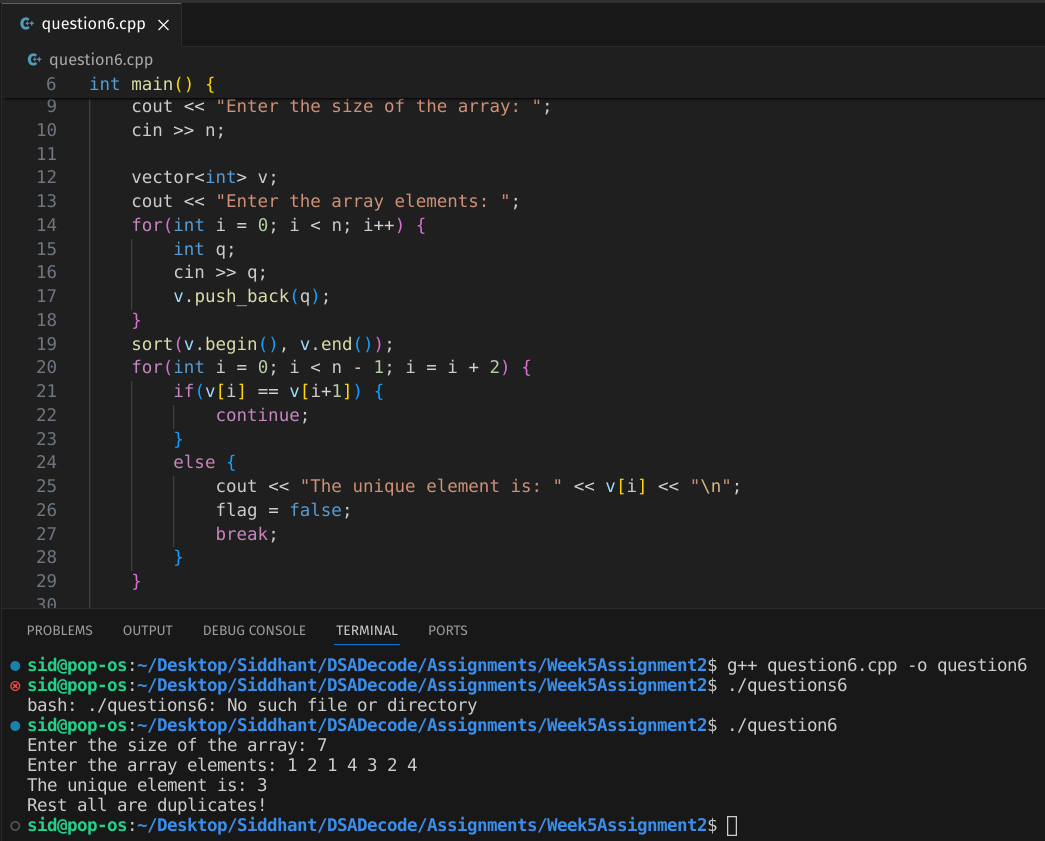 question6.cpp ×
question6.cpp
6 int main() {
9     cout << "Enter the size of the array: ";
10     cin >> n;
11
12     vector<int> v;
13     cout << "Enter the array elements: ";
14     for(int i = 0; i < n; i++) {
15         int q;
16         cin >> q;
17         v.push_back(q);
18     }
19     sort(v.begin(), v.end());
20     for(int i = 0; i < n - 1; i = i + 2) {
21         if(v[i] == v[i+1]) {
22             continue;
23         }
24         else {
25             cout << "The unique element is: " << v[i] << "\n";
26             flag = false;
27             break;
28         }
29     }
30
PROBLEMS OUTPUT DEBUG CONSOLE TERMINAL PORTS
sid@pop-os:~/Desktop/Siddhant/DSADecode/Assignments/Week5Assignment2$ g++ question6.cpp -o question6
sid@pop-os:~/Desktop/Siddhant/DSADecode/Assignments/Week5Assignment2$ ./questions6
bash: ./questions6: No such file or directory
sid@pop-os:~/Desktop/Siddhant/DSADecode/Assignments/Week5Assignment2$ ./question6
Enter the size of the array: 7
Enter the array elements: 1 2 1 4 3 2 4
The unique element is: 3
Rest all are duplicates!
sid@pop-os:~/Desktop/Siddhant/DSADecode/Assignments/Week5Assignment2$